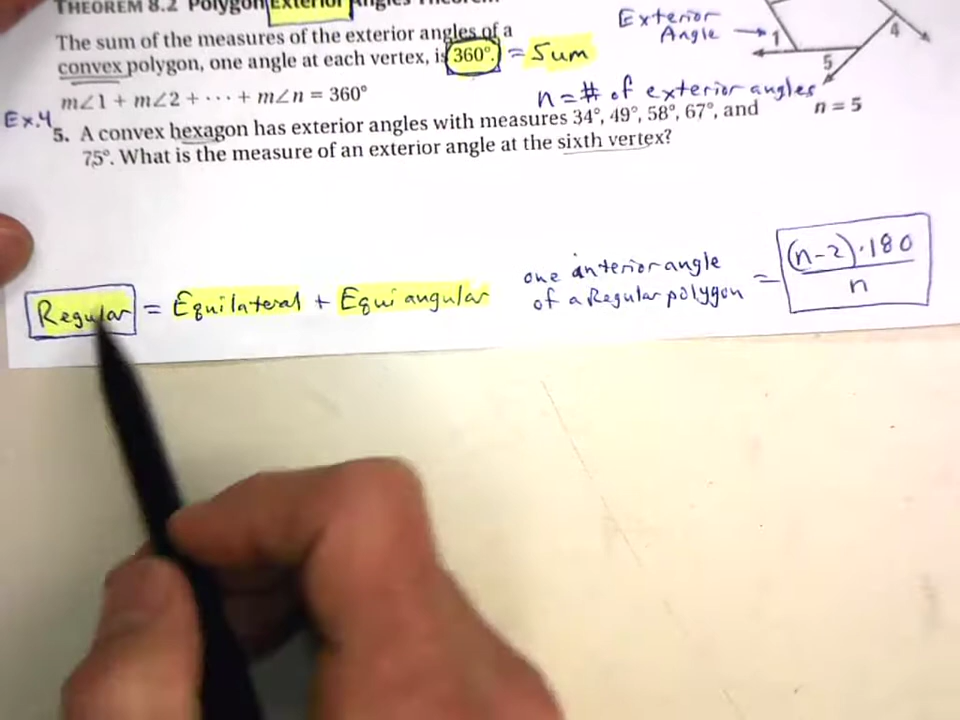 THEOREM 8.2 Polygon Exterior Angles Theorem
The sum of the measures of the exterior angles of a
convex polygon, one angle at each vertex, is 360°. = Sum
m∠1 + m∠2 + ··· + m∠n = 360°
Exterior
Angle → 1
4
5
n = # of exterior angles
n = 5
Ex.4
5. A convex hexagon has exterior angles with measures 34°, 49°, 58°, 67°, and
75°. What is the measure of an exterior angle at the sixth vertex?
Regular = Equilateral + Equiangular
one interior angle
of a Regular polygon = (n-2)·180
n